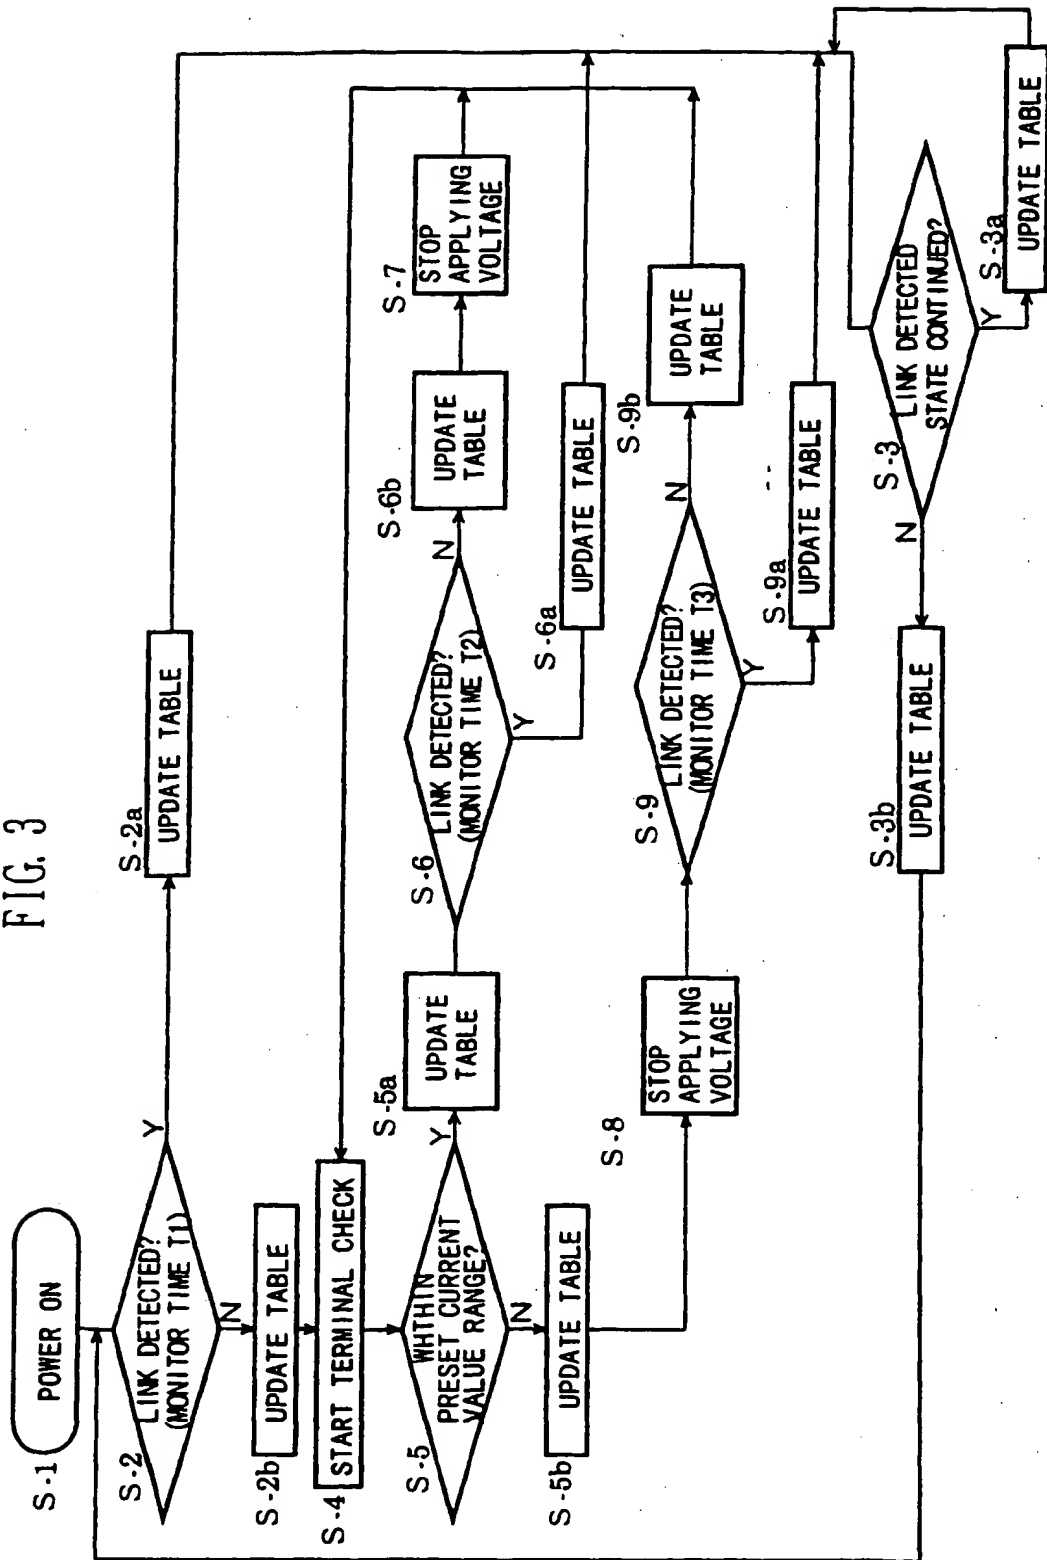 FIG. 3
S-1
POWER ON
S-2
LINK DETECTED?
(MONITOR TIME T1)
Y
N
S-2a
UPDATE TABLE
S-2b
UPDATE TABLE
S-4
START TERMINAL CHECK
S-5
WHTHIN
PRESET CURRENT
VALUE RANGE?
Y
N
S-5a
UPDATE
TABLE
S-6
LINK DETECTED?
(MONITOR TIME T2)
N
Y
S-6b
UPDATE
TABLE
S-7
STOP
APPLYING
VOLTAGE
S-6a
UPDATE TABLE
S-5b
UPDATE TABLE
S-8
STOP
APPLYING
VOLTAGE
S-9
LINK DETECTED?
(MONITOR TIME T3)
N
Y
S-9b
UPDATE
TABLE
S-9a
UPDATE TABLE
S-3b
UPDATE TABLE
N
S-3
LINK DETECTED
STATE CONTINUED?
Y
S-3a
UPDATE TABLE